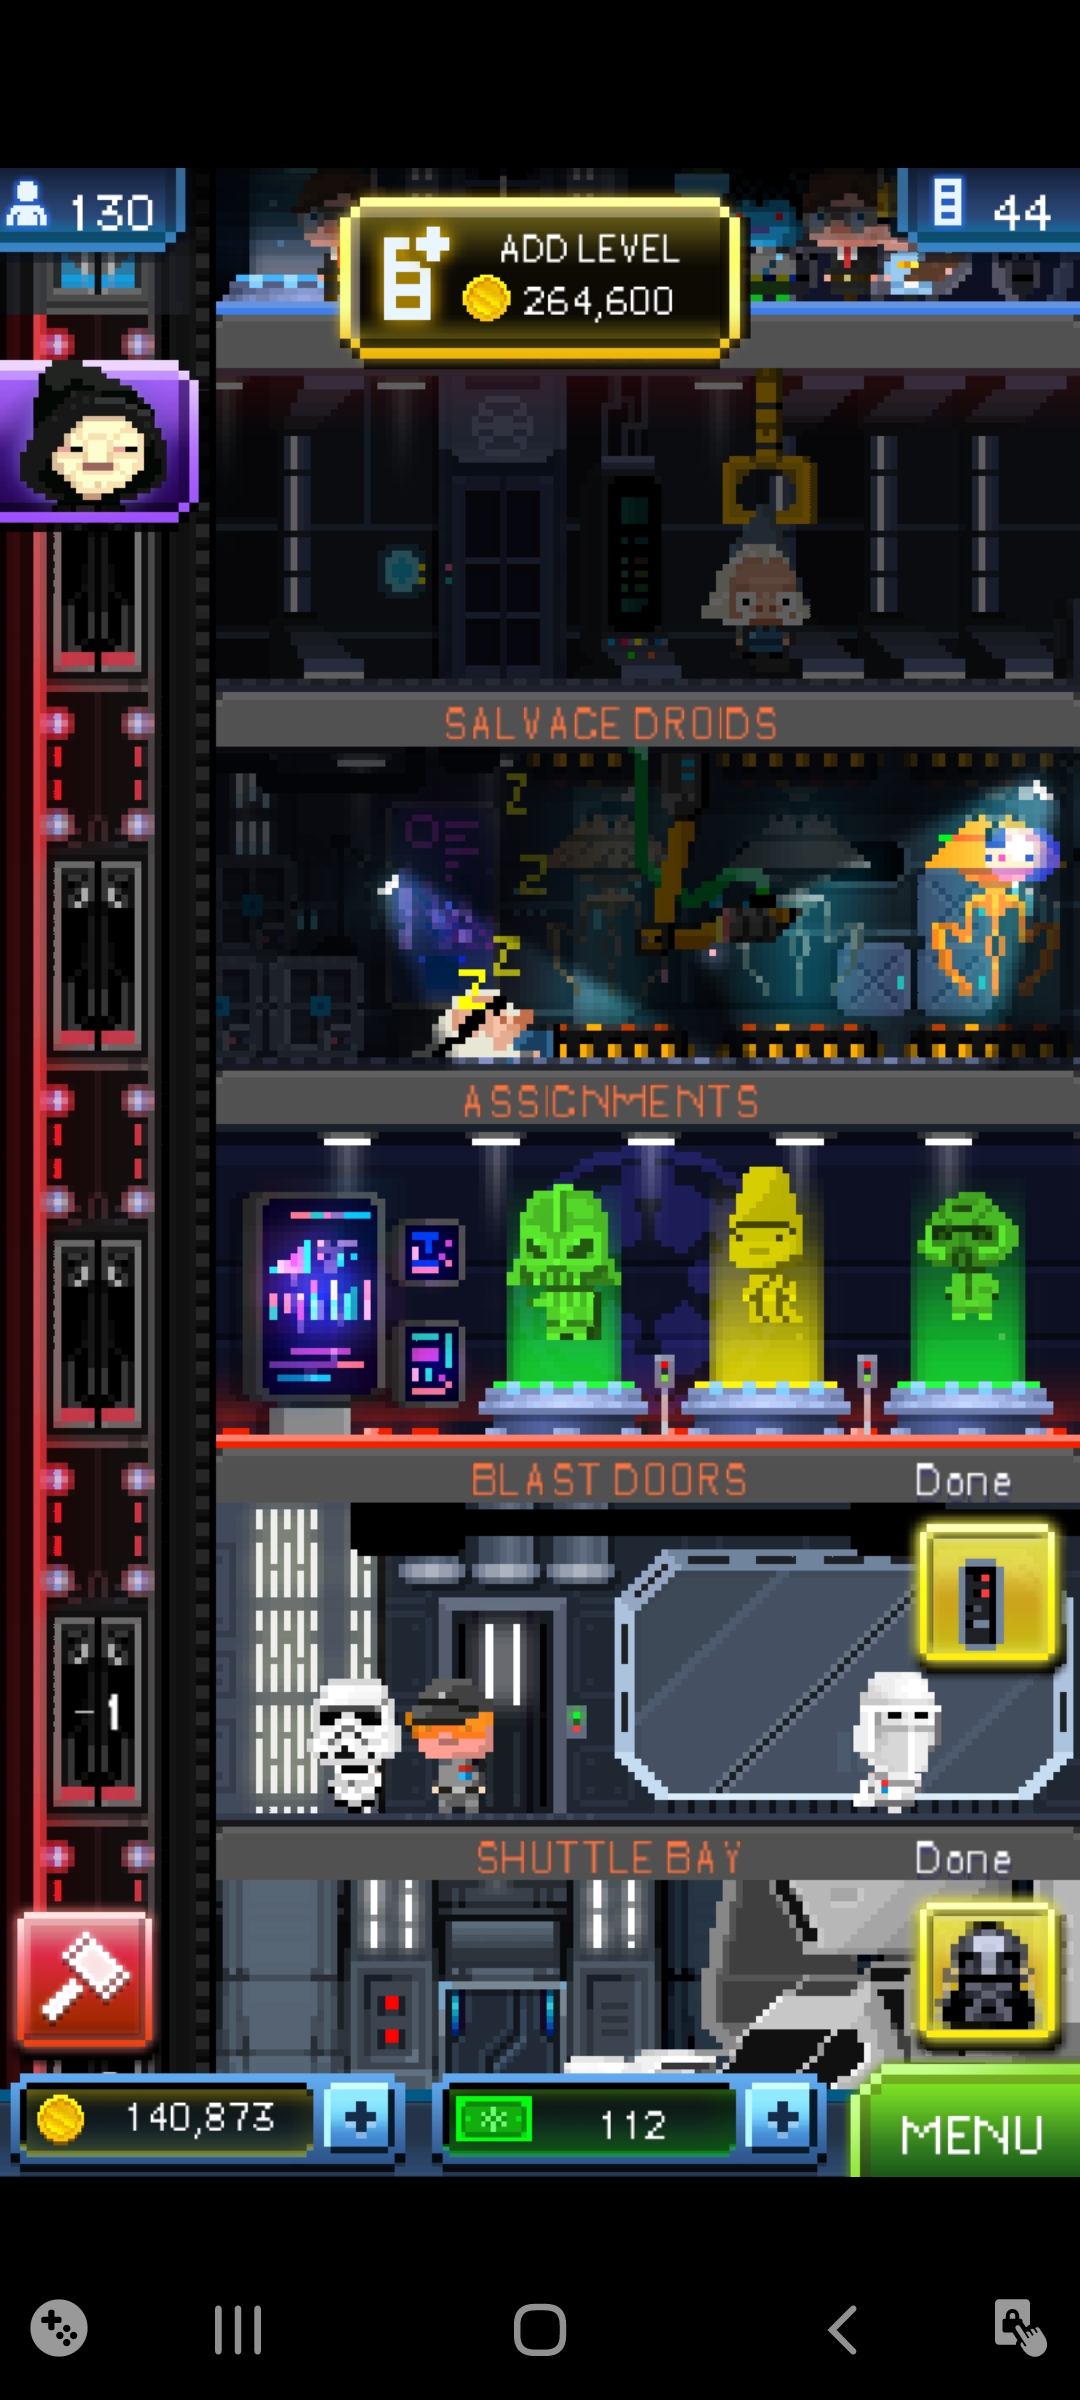 130
ADD LEVEL
264,600
44
SALVAGE DROIDS
Z
Z
Z
Z
ASSIGNMENTS
BLAST DOORS
Done
-1
SHUTTLE BAY
Done
140,873
112
MENU